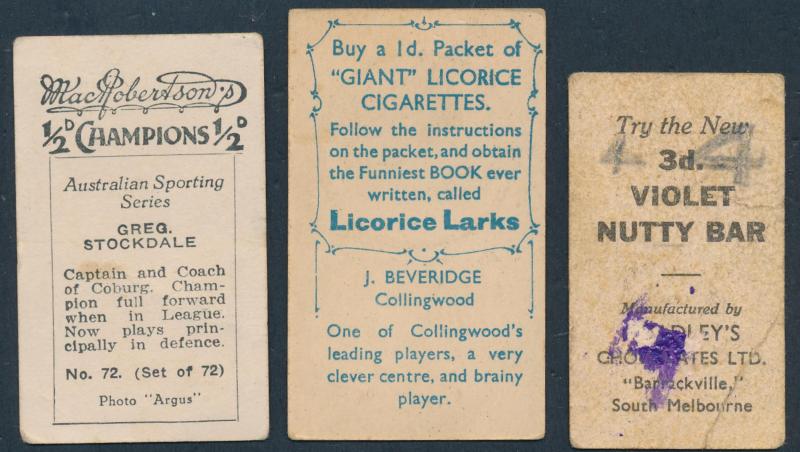 MacRobertson's
½D CHAMPIONS ½D
Australian Sporting
Series
GREG.
STOCKDALE
Captain and Coach
of Coburg. Cham-
pion full forward
when in League.
Now plays prin-
cipally in defence.
No. 72. (Set of 72)
Photo "Argus"
Buy a 1d. Packet of
"GIANT" LICORICE
CIGARETTES.
Follow the instructions
on the packet, and obtain
the Funniest BOOK ever
written, called
Licorice Larks
J. BEVERIDGE
Collingwood
One of Collingwood's
leading players, a very
clever centre, and brainy
player.
Try the New
4 4
3d.
VIOLET
NUTTY BAR
Manufactured by
CHOCOLATES LTD.
"Barrackville,"
South Melbourne